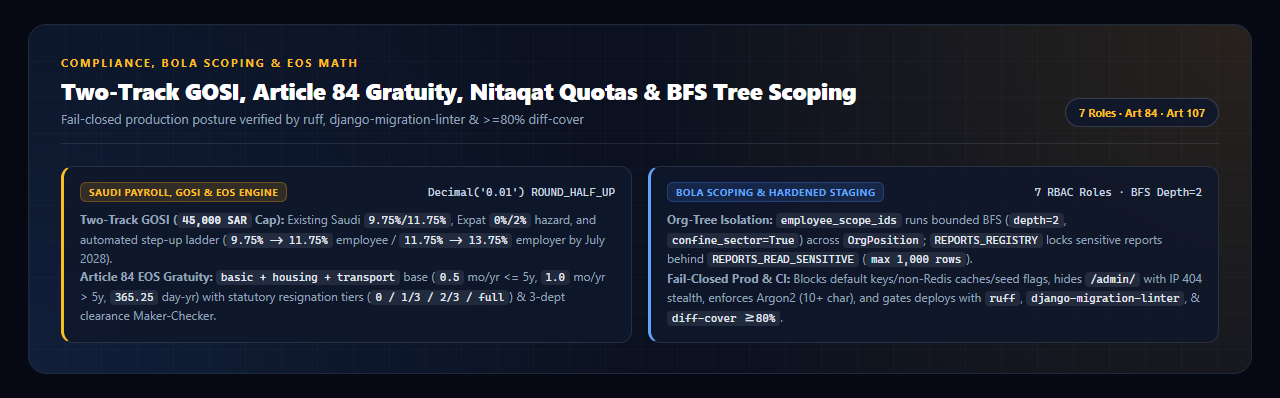 COMPLIANCE, BOLA SCOPING & EOS MATH
Two-Track GOSI, Article 84 Gratuity, Nitaqat Quotas & BFS Tree Scoping
Fail-closed production posture verified by ruff, django-migration-linter & >=80% diff-cover
7 Roles · Art 84 · Art 107
SAUDI PAYROLL, GOSI & EOS ENGINE
Decimal('0.01') ROUND_HALF_UP
Two-Track GOSI ( 45,000 SAR Cap): Existing Saudi 9.75%/11.75% , Expat 0%/2% hazard, and
automated step-up ladder ( 9.75% → 11.75% employee / 11.75% → 13.75% employer by July
2028).
Article 84 EOS Gratuity: basic + housing + transport base ( 0.5 mo/yr <= 5y, 1.0 mo/yr
> 5y, 365.25 day-yr) with statutory resignation tiers ( 0 / 1/3 / 2/3 / full ) & 3-dept
clearance Maker-Checker.
BOLA SCOPING & HARDENED STAGING
7 RBAC Roles · BFS Depth=2
Org-Tree Isolation: employee_scope_ids runs bounded BFS ( depth=2 ,
confine_sector=True ) across OrgPosition ; REPORTS_REGISTRY locks sensitive reports
behind REPORTS_READ_SENSITIVE ( max 1,000 rows ).
Fail-Closed Prod & CI: Blocks default keys/non-Redis caches/seed flags, hides /admin/ with IP 404
stealth, enforces Argon2 (10+ char), and gates deploys with ruff , django-migration-linter , &
diff-cover ≥80% .